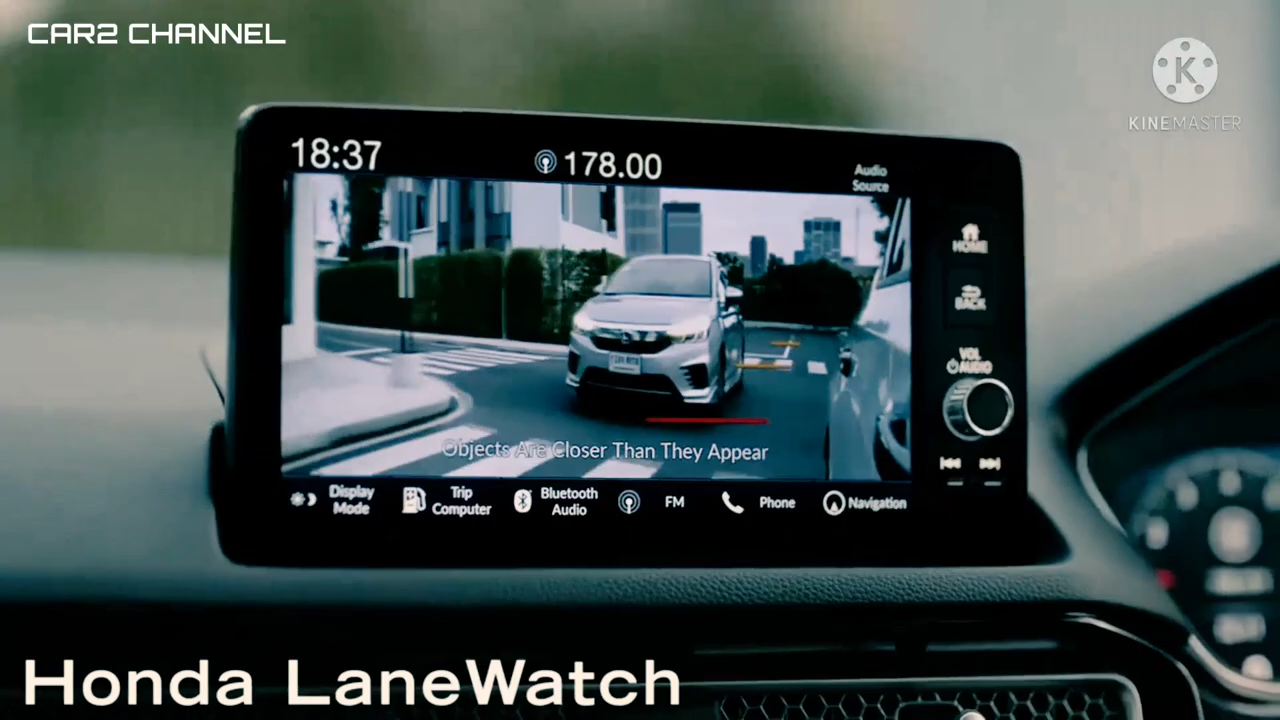 CAR2 CHANNEL
K
KINEMASTER
18:37
178.00
Audio
Source
HOME
BACK
VOL
AUDIO
Objects Are Closer Than They Appear
Display
Mode
Trip
Computer
Bluetooth
Audio
FM
Phone
Navigation
Honda LaneWatch